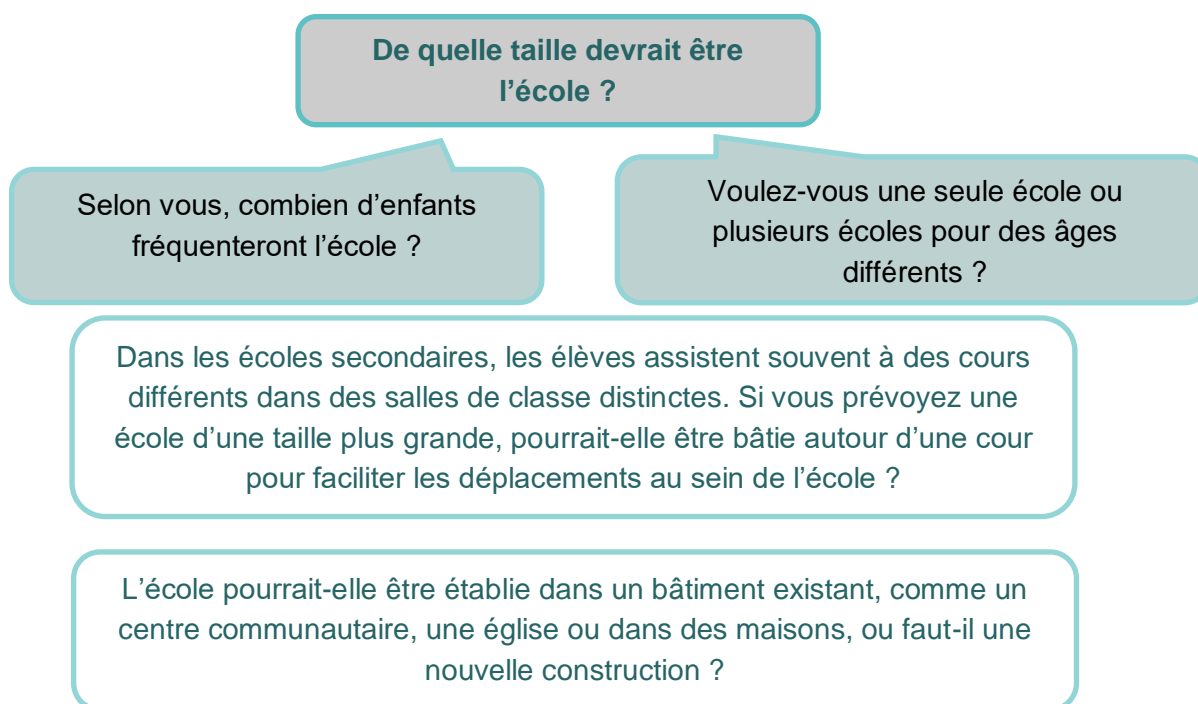 De quelle taille devrait être
l’école ?
Selon vous, combien d’enfants
fréquenteront l’école ?
Voulez-vous une seule école ou
plusieurs écoles pour des âges
différents ?
Dans les écoles secondaires, les élèves assistent souvent à des cours
différents dans des salles de classe distinctes. Si vous prévoyez une
école d’une taille plus grande, pourrait-elle être bâtie autour d’une cour
pour faciliter les déplacements au sein de l’école ?
L’école pourrait-elle être établie dans un bâtiment existant, comme un
centre communautaire, une église ou dans des maisons, ou faut-il une
nouvelle construction ?